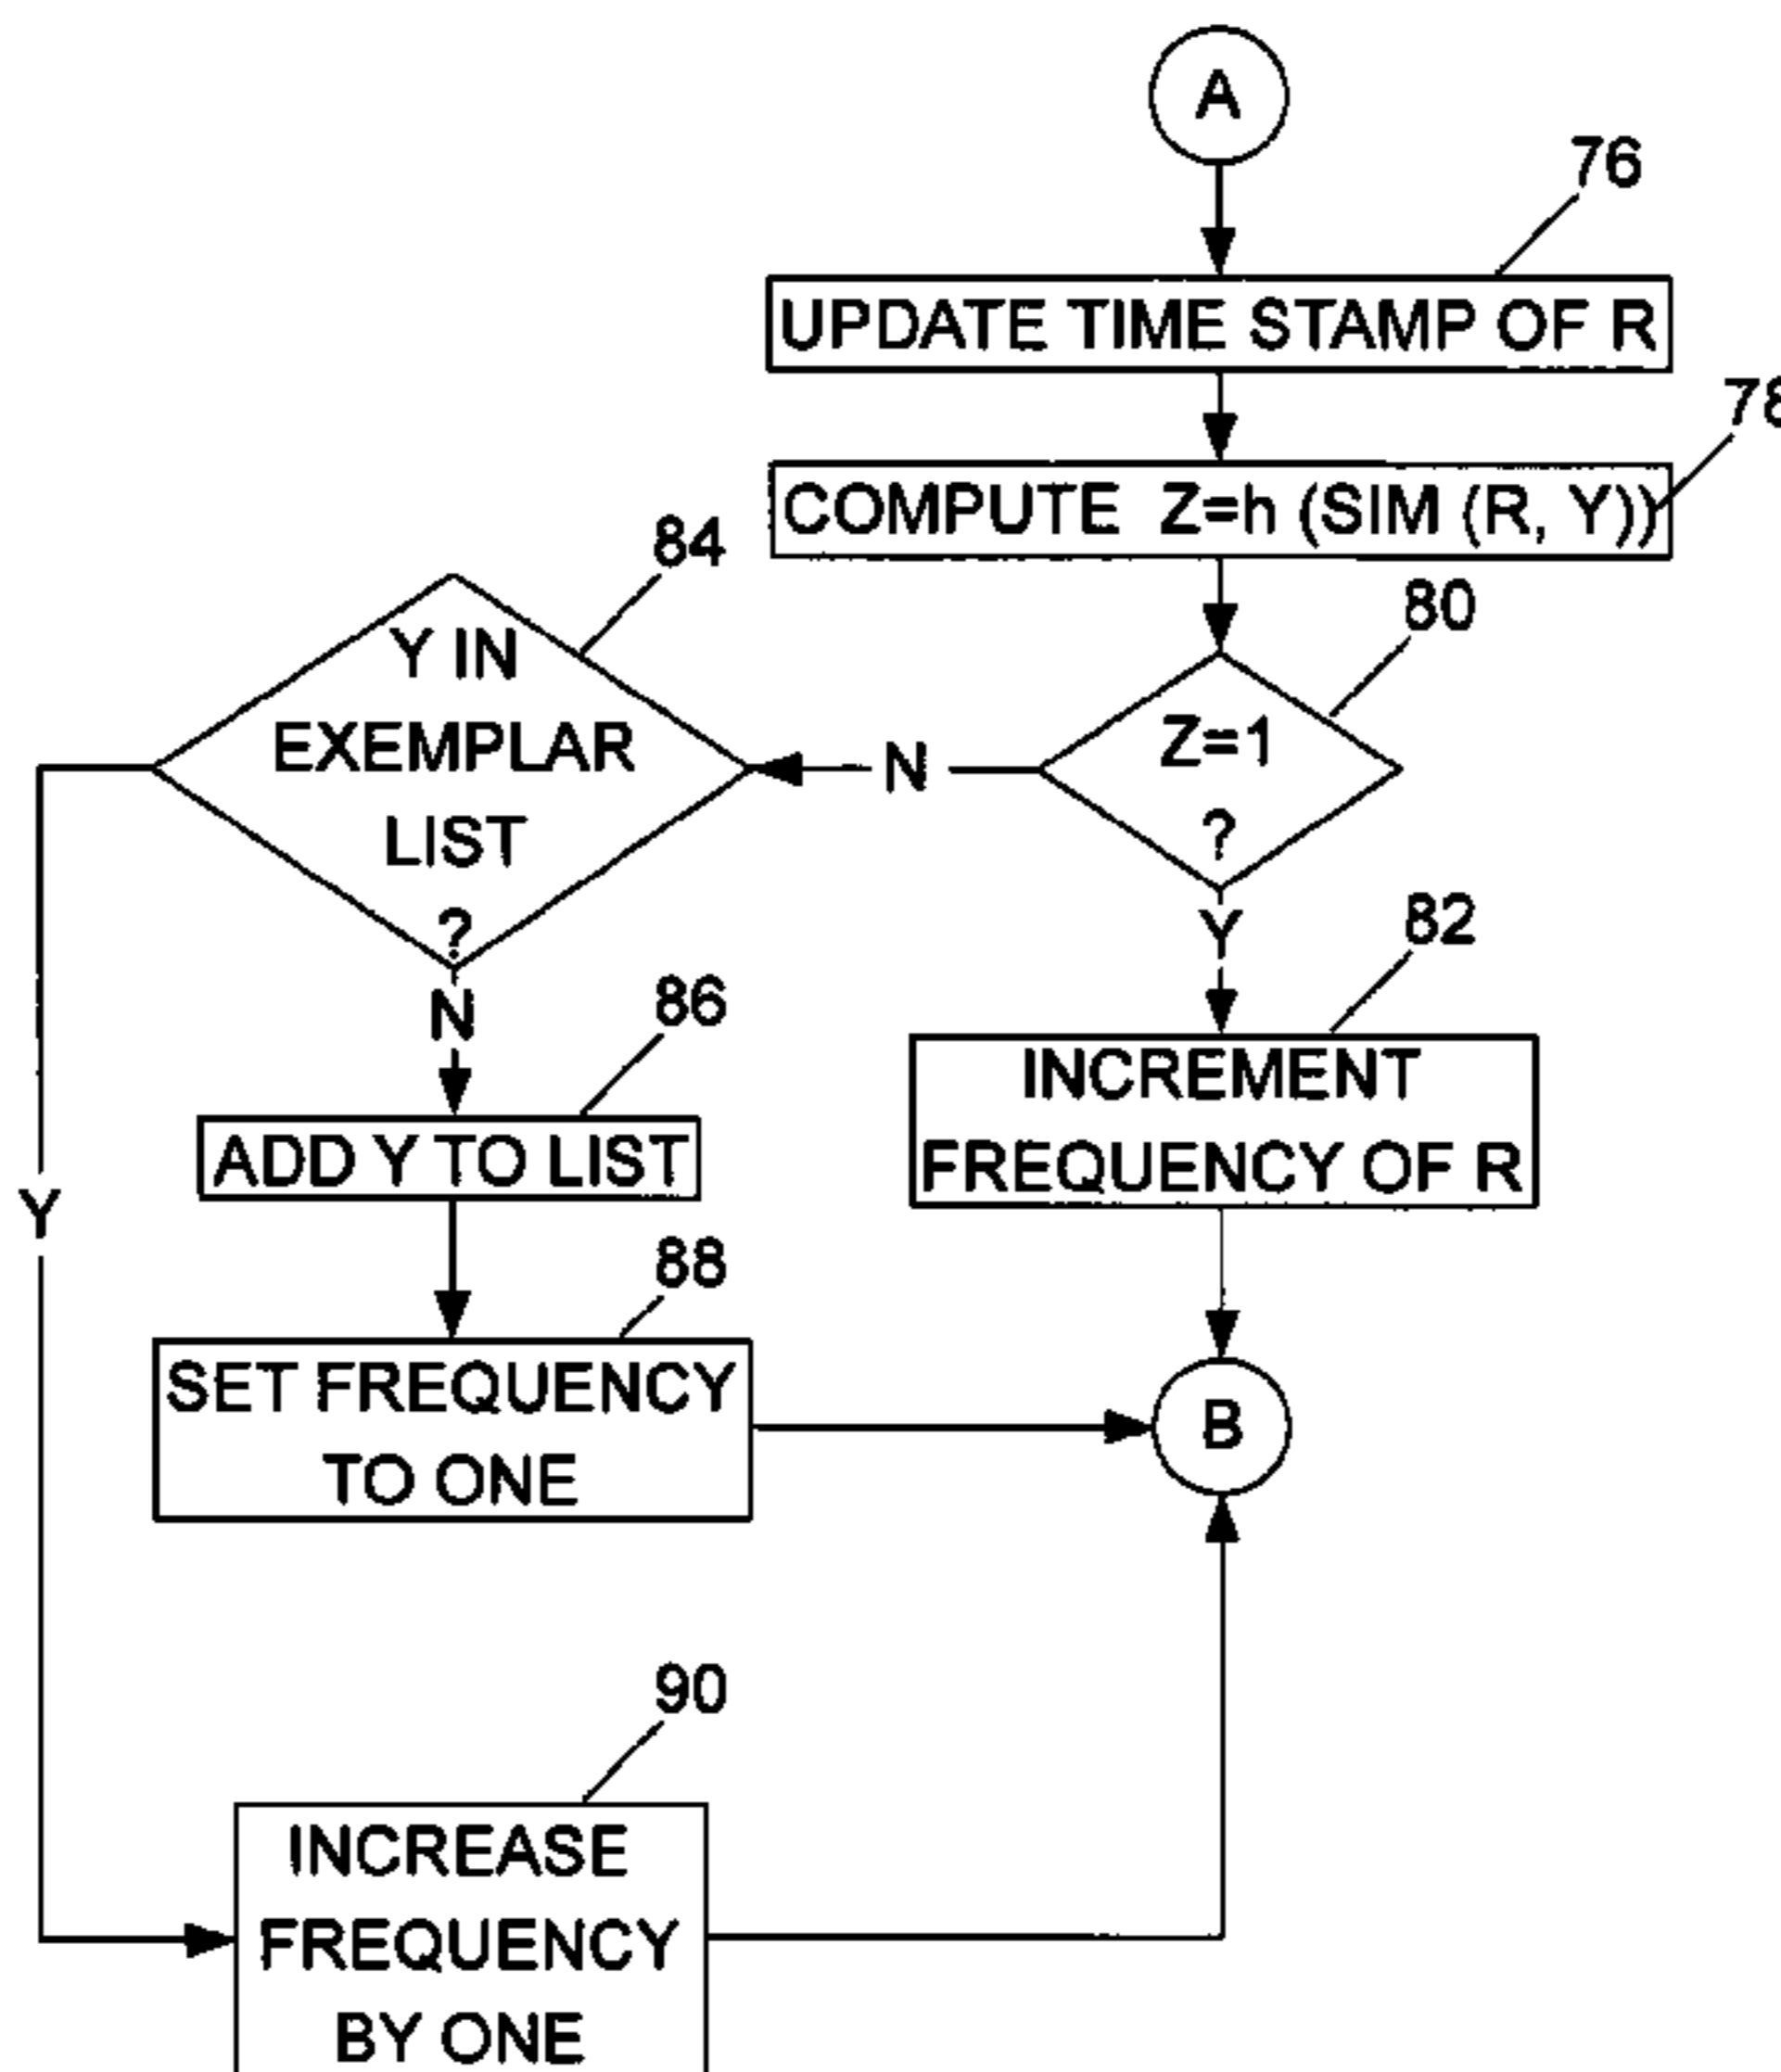 A
76
UPDATE TIME STAMP OF R
78
COMPUTE Z=h (SIM (R, Y))
84
80
Y IN
EXEMPLAR
LIST
?
N
Z=1
?
Y
82
N
86
INCREMENT
FREQUENCY OF R
ADD Y TO LIST
Y
88
SET FREQUENCY
TO ONE
B
90
INCREASE
FREQUENCY
BY ONE